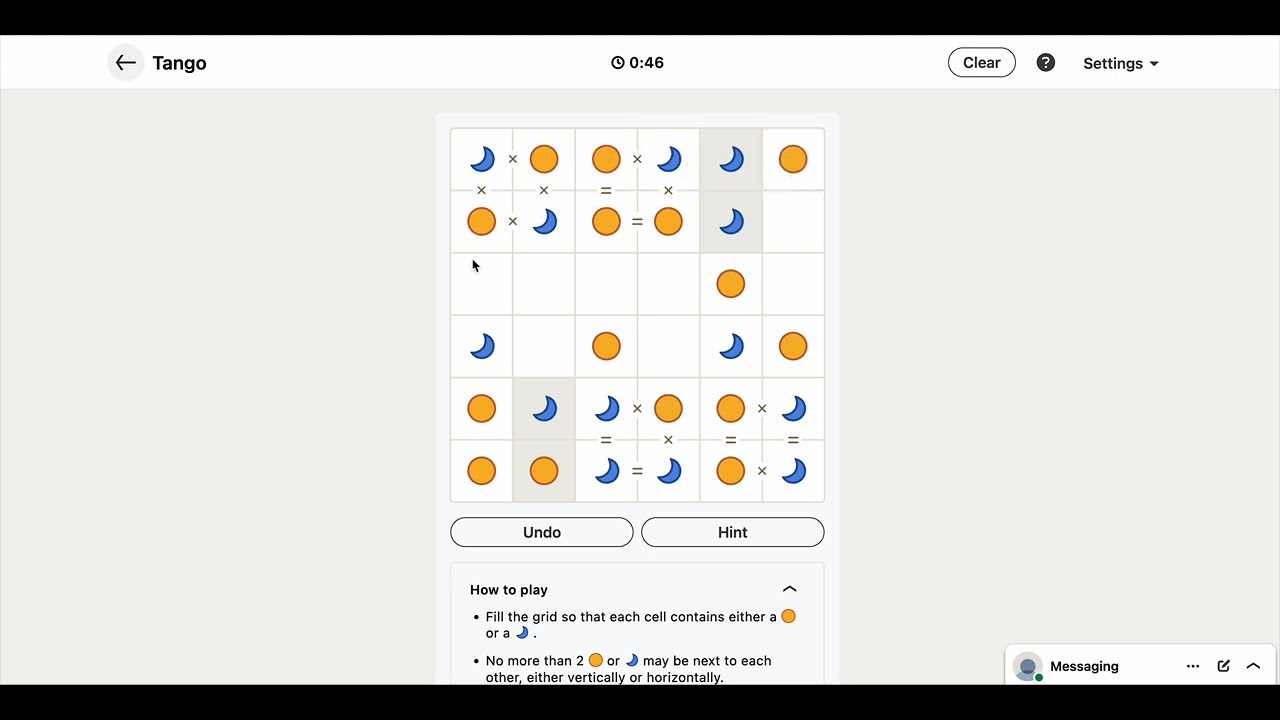 Tango
0:46
Clear
?
Settings
× ×
× × = ×
× =
× ×
= × = =
= ×
Undo
Hint
How to play
• Fill the grid so that each cell contains either a
or a .
• No more than 2 or may be next to each
other, either vertically or horizontally.
Messaging